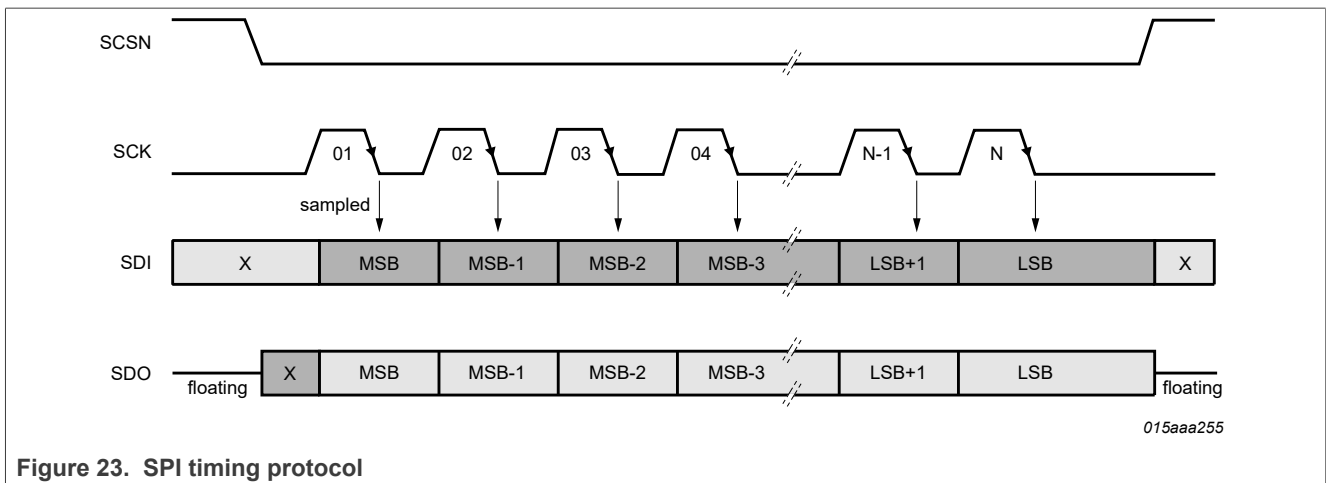 SCSN
SCK 01 02 03 04 N-1 N
sampled
SDI X MSB MSB-1 MSB-2 MSB-3 LSB+1 LSB X
SDO floating X MSB MSB-1 MSB-2 MSB-3 LSB+1 LSB floating
015aaa255
Figure 23. SPI timing protocol